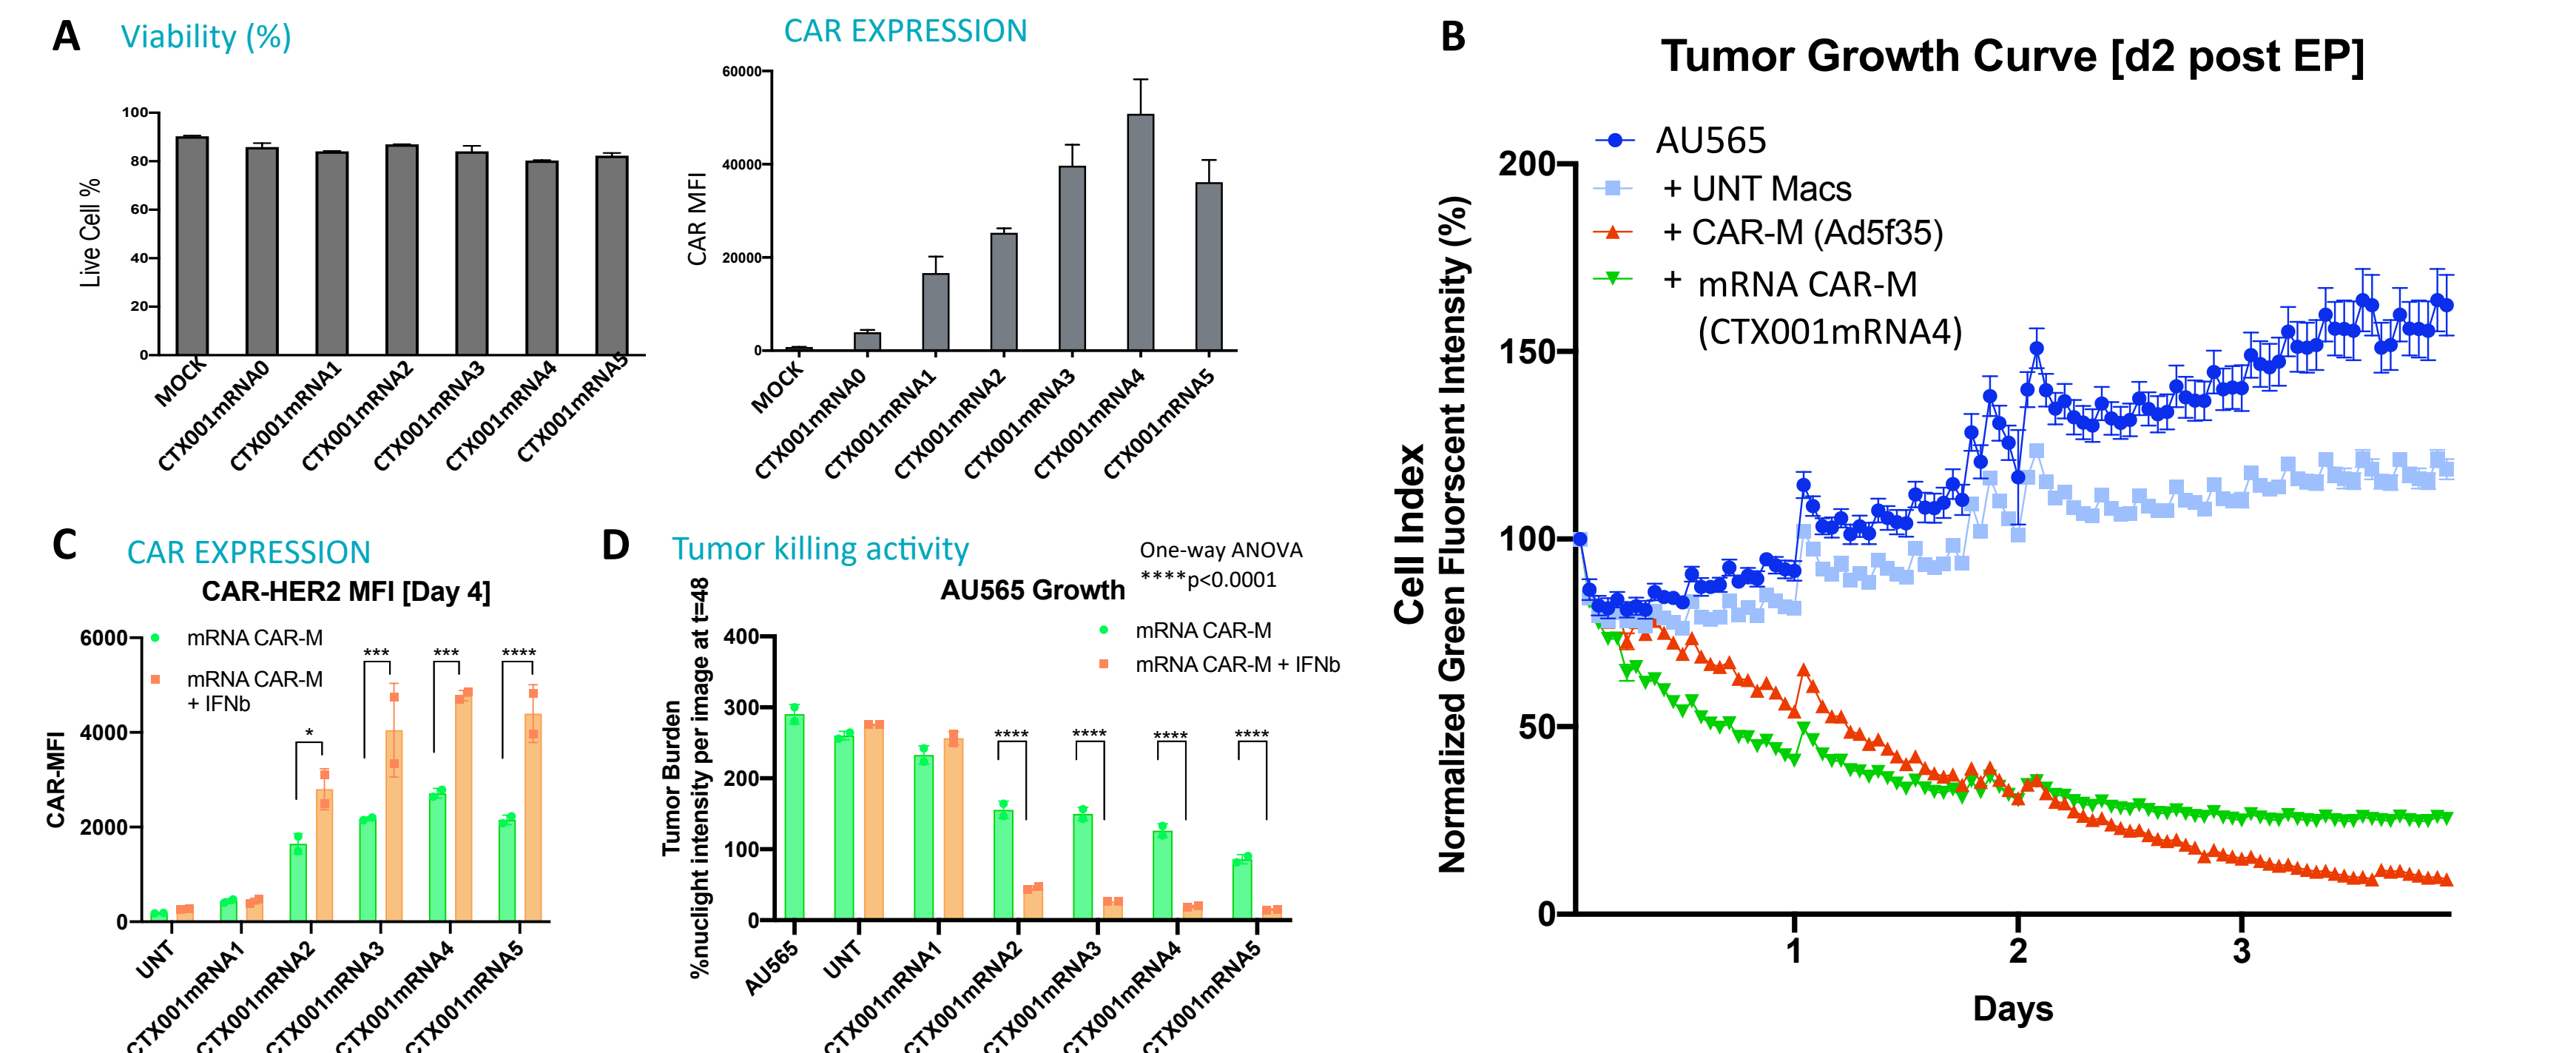 A
Viability (%)
Live Cell %
100
80
60
40
20
0
MOCK
CTX001mRNA0
CTX001mRNA1
CTX001mRNA2
CTX001mRNA3
CTX001mRNA4
CTX001mRNA5
CAR EXPRESSION
CAR MFI
60000
40000
20000
0
MOCK
CTX001mRNA0
CTX001mRNA1
CTX001mRNA2
CTX001mRNA3
CTX001mRNA4
CTX001mRNA5
B
Tumor Growth Curve [d2 post EP]
AU565
+ UNT Macs
+ CAR-M (Ad5f35)
+ mRNA CAR-M
(CTX001mRNA4)
Cell Index
Normalized Green Fluorscent Intensity (%)
200
150
100
50
0
1
2
3
Days
C
CAR EXPRESSION
CAR-HER2 MFI [Day 4]
mRNA CAR-M
mRNA CAR-M
+ IFNb
CAR-MFI
6000
4000
2000
0
*
***
***
****
UNT
CTX001mRNA1
CTX001mRNA2
CTX001mRNA3
CTX001mRNA4
CTX001mRNA5
D
Tumor killing activity
One-way ANOVA
****p<0.0001
AU565 Growth
mRNA CAR-M
mRNA CAR-M + IFNb
Tumor Burden
%nuclight intensity per image at t=48
400
300
200
100
0
****
****
****
****
AU565
UNT
CTX001mRNA1
CTX001mRNA2
CTX001mRNA3
CTX001mRNA4
CTX001mRNA5